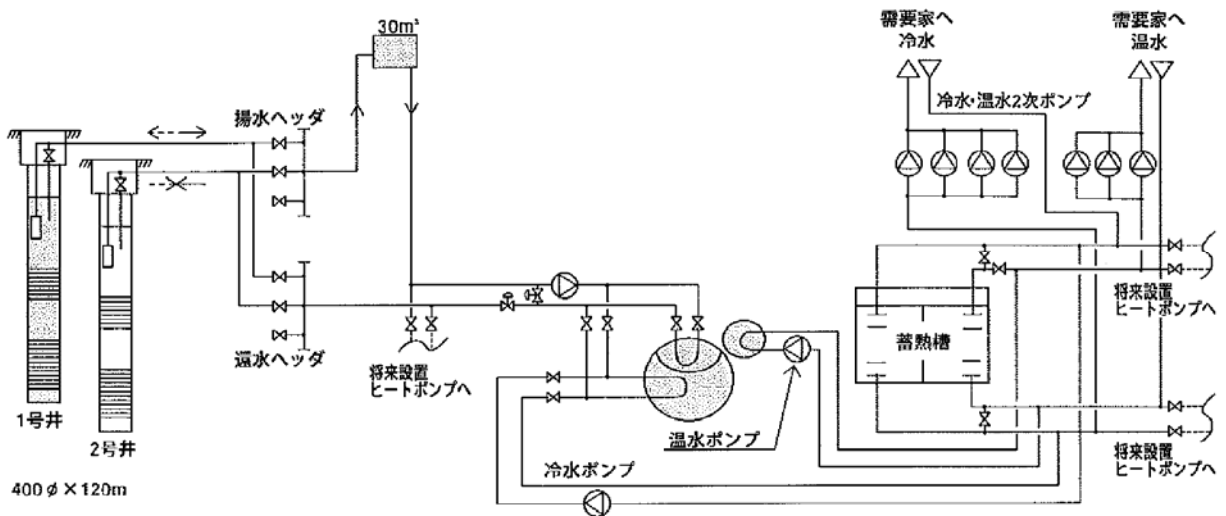 30m³
需要家へ
冷水
需要家へ
温水
冷水・温水2次ポンプ
揚水ヘッダ
還水ヘッダ
将来設置
ヒートポンプへ
蓄熱槽
将来設置
ヒートポンプへ
1号井
2号井
温水ポンプ
冷水ポンプ
将来設置
ヒートポンプへ
400φ×120m